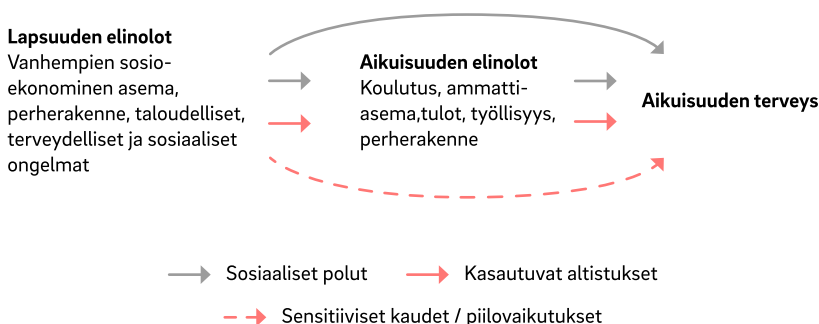 Lapsuuden elinolot
Vanhempien sosio-
ekonominen asema,
perherakenne, taloudelliset,
terveydelliset ja sosiaaliset
ongelmat
Aikuisuuden elinolot
Koulutus, ammatti-
asema,tulot, työllisyys,
perherakenne
Aikuisuuden terveys
Sosiaaliset polut
Kasautuvat altistukset
Sensitiiviset kaudet / piilovaikutukset